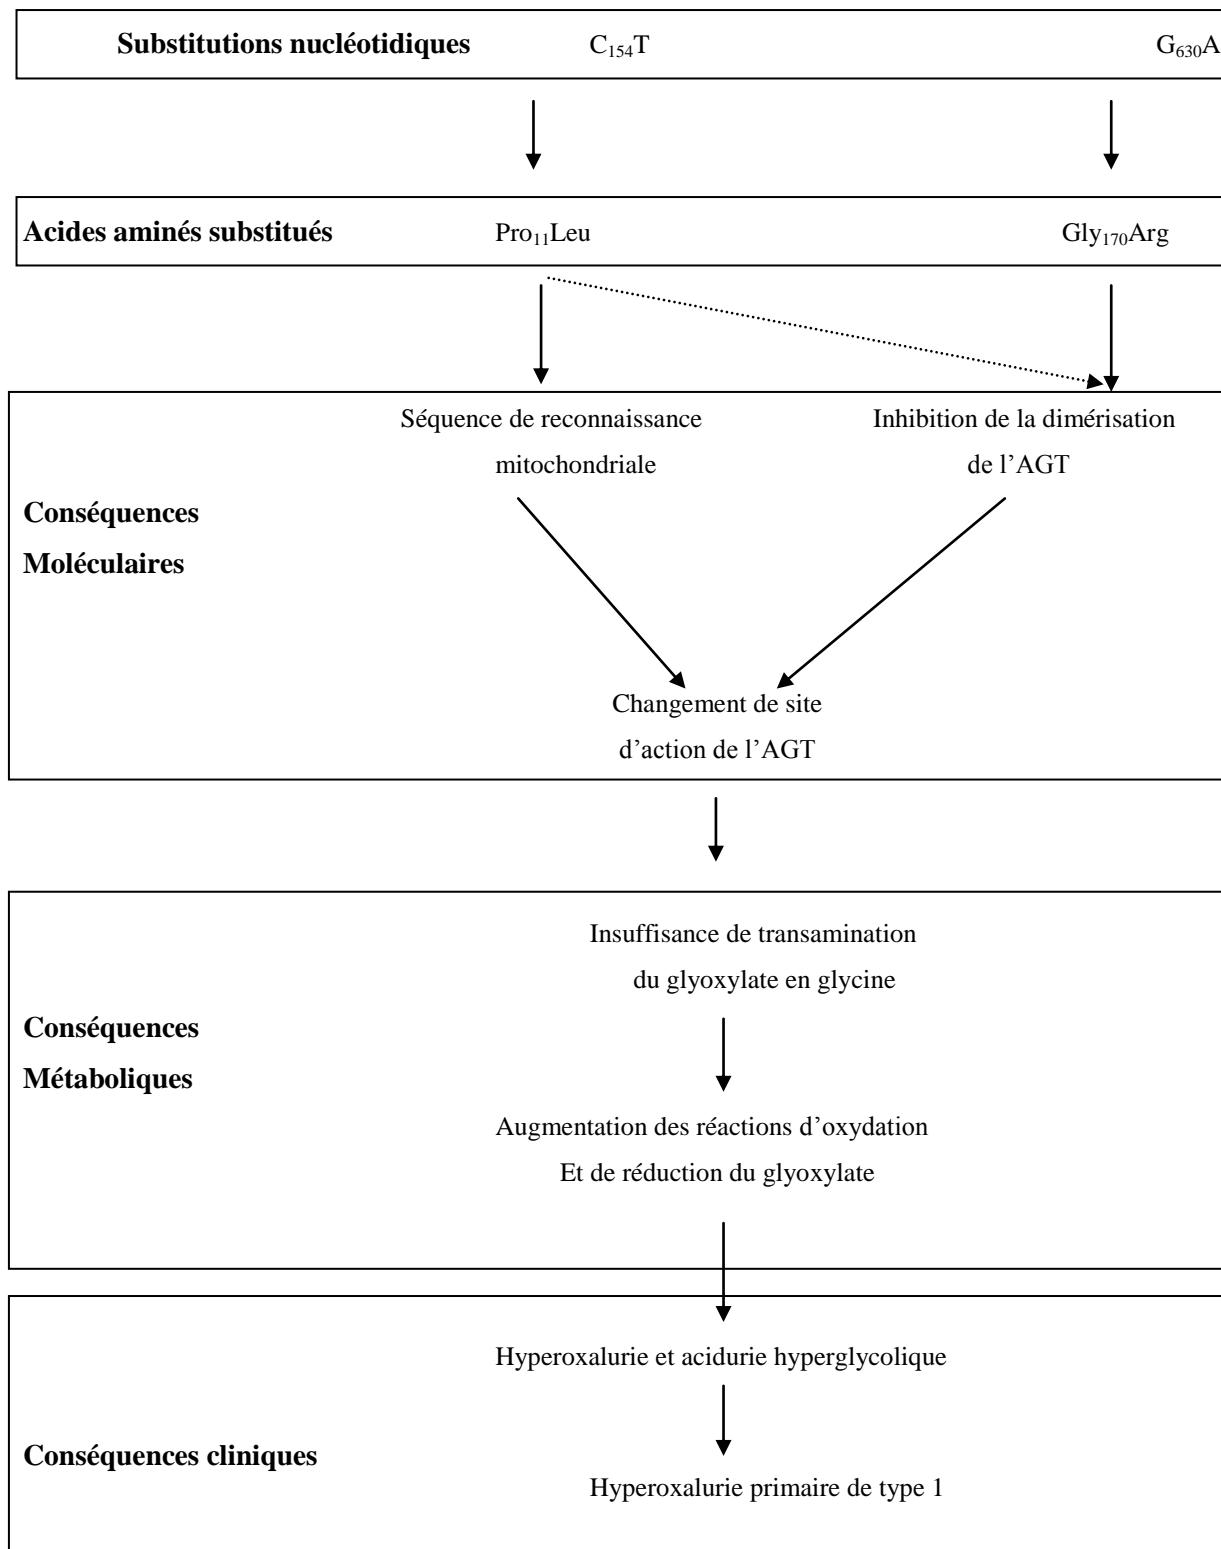 Substitutions nucléotidiques C₁₅₄T G₆₃₀A
Acides aminés substitués Pro₁₁Leu Gly₁₇₀Arg
Séquence de reconnaissance
mitochondriale
Inhibition de la dimérisation
de l’AGT
Conséquences
Moléculaires
Changement de site
d’action de l’AGT
Insuffisance de transamination
du glyoxylate en glycine
Conséquences
Métaboliques
Augmentation des réactions d’oxydation
Et de réduction du glyoxylate
Hyperoxalurie et acidurie hyperglycolique
Conséquences cliniques
Hyperoxalurie primaire de type 1